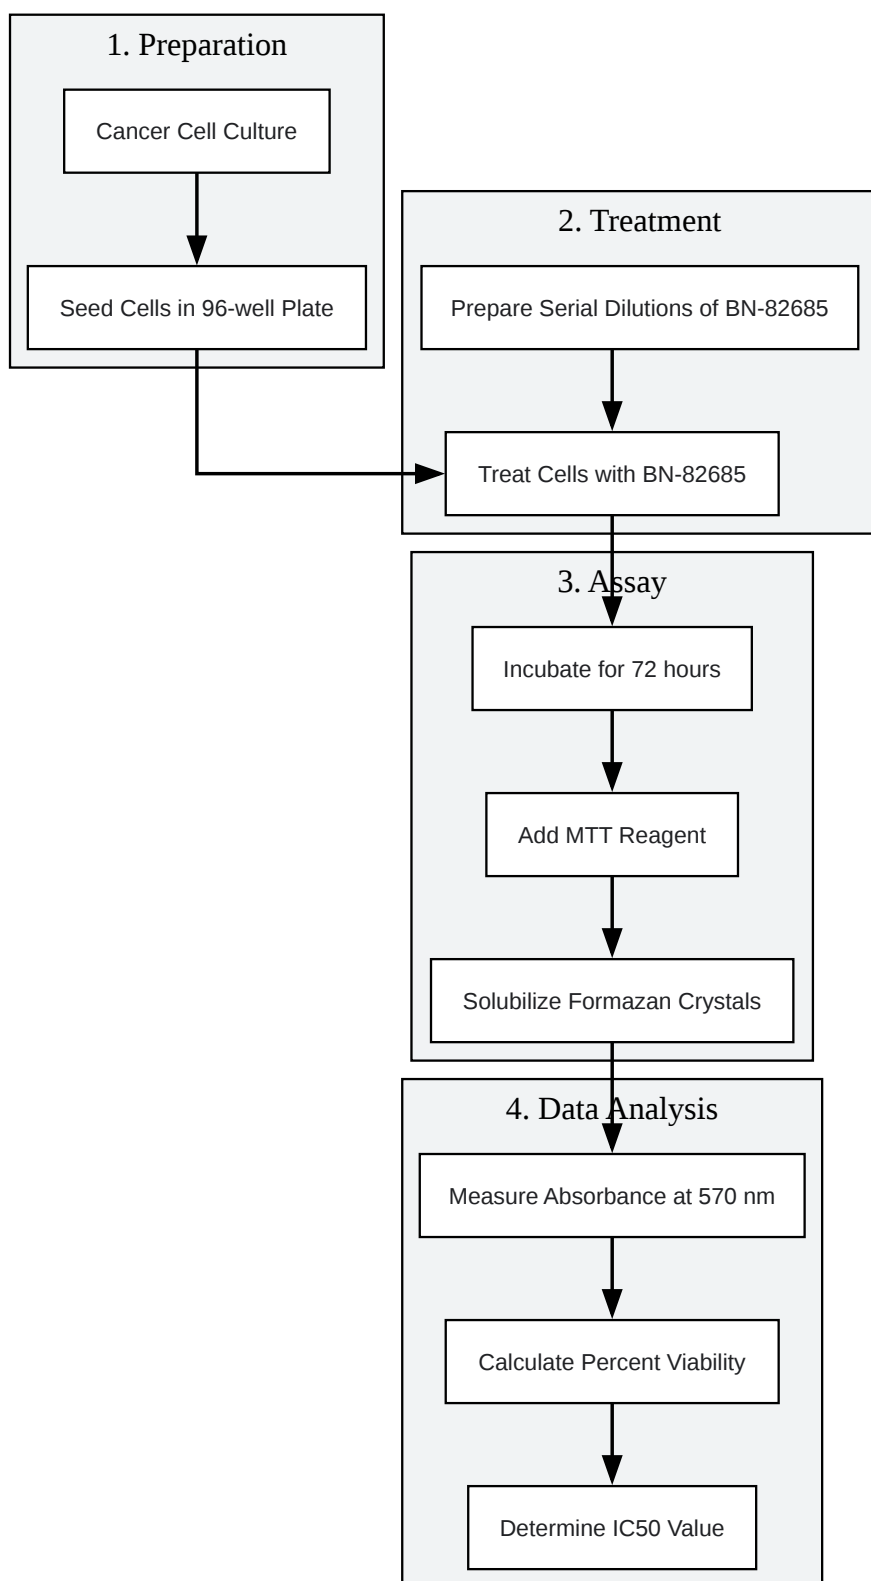 1. Preparation
Cancer Cell Culture
Seed Cells in 96-well Plate
2. Treatment
Prepare Serial Dilutions of BN-82685
Treat Cells with BN-82685
3. Assay
Incubate for 72 hours
Add MTT Reagent
Solubilize Formazan Crystals
4. Data Analysis
Measure Absorbance at 570 nm
Calculate Percent Viability
Determine IC50 Value